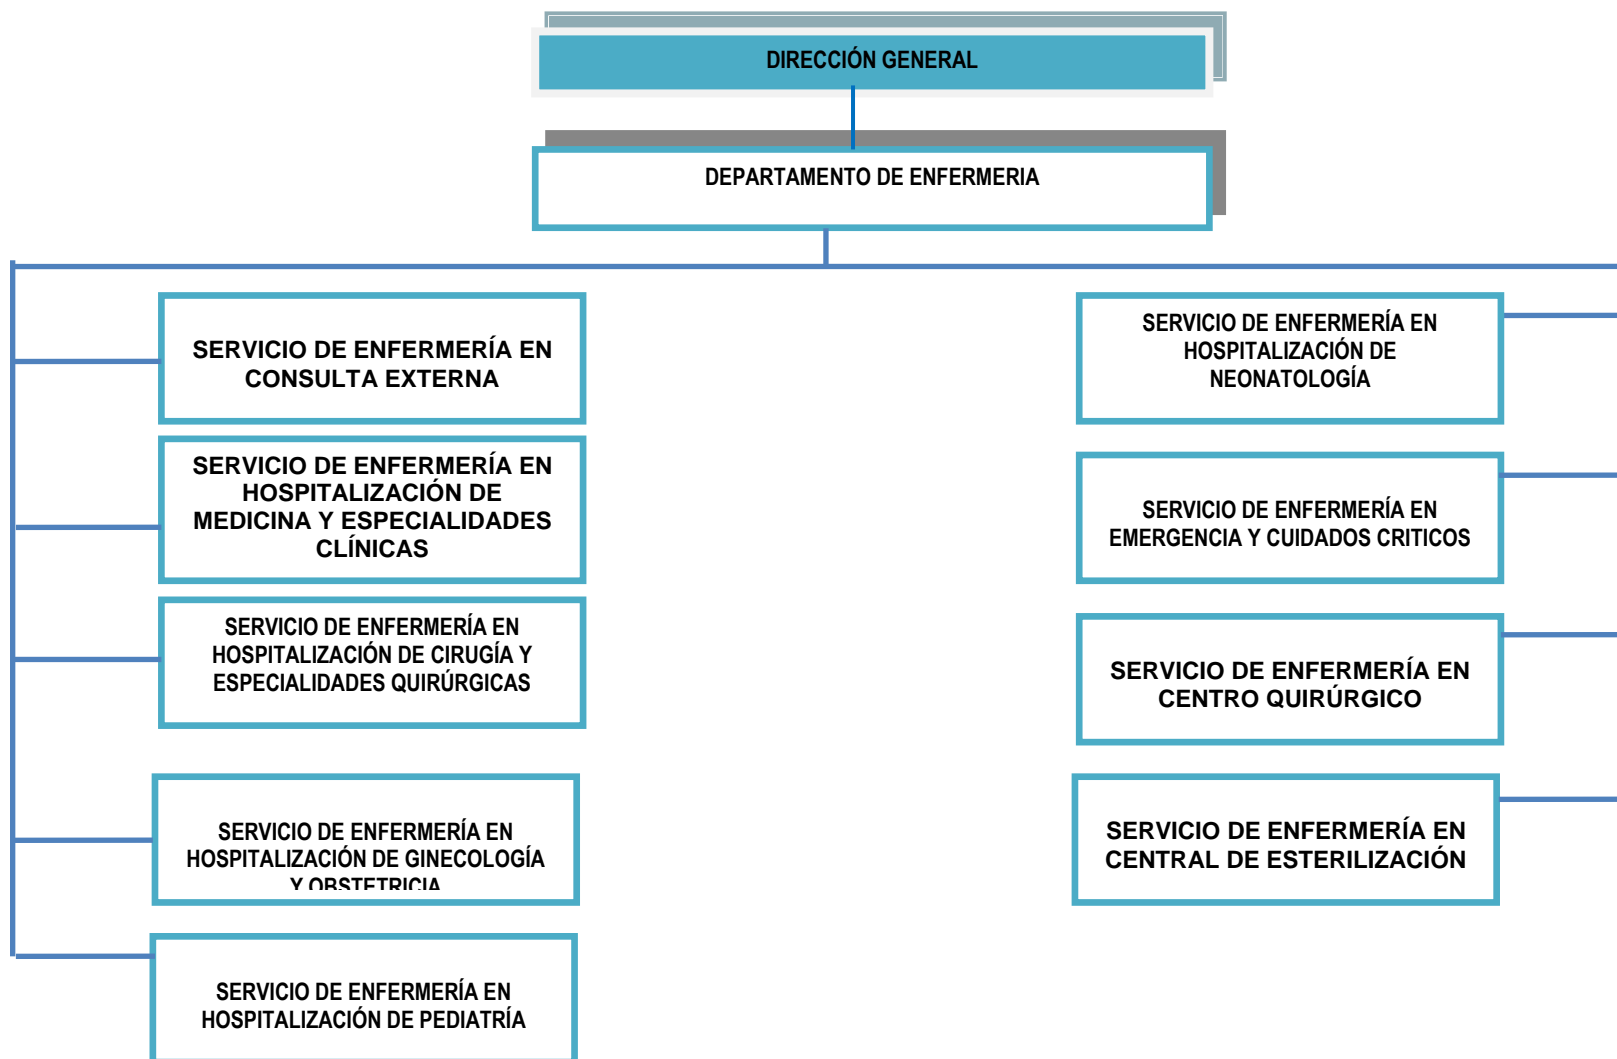 DIRECCIÓN GENERAL
DEPARTAMENTO DE ENFERMERIA
SERVICIO DE ENFERMERÍA EN
CONSULTA EXTERNA
SERVICIO DE ENFERMERÍA EN
HOSPITALIZACIÓN DE
MEDICINA Y ESPECIALIDADES
CLÍNICAS
SERVICIO DE ENFERMERÍA EN
HOSPITALIZACIÓN DE CIRUGÍA Y
ESPECIALIDADES QUIRÚRGICAS
SERVICIO DE ENFERMERÍA EN
HOSPITALIZACIÓN DE GINECOLOGÍA
Y OBSTETRICIA
SERVICIO DE ENFERMERÍA EN
HOSPITALIZACIÓN DE PEDIATRÍA
SERVICIO DE ENFERMERÍA EN
HOSPITALIZACIÓN DE
NEONATOLOGÍA
SERVICIO DE ENFERMERÍA EN
EMERGENCIA Y CUIDADOS CRITICOS
SERVICIO DE ENFERMERÍA EN
CENTRO QUIRÚRGICO
SERVICIO DE ENFERMERÍA EN
CENTRAL DE ESTERILIZACIÓN